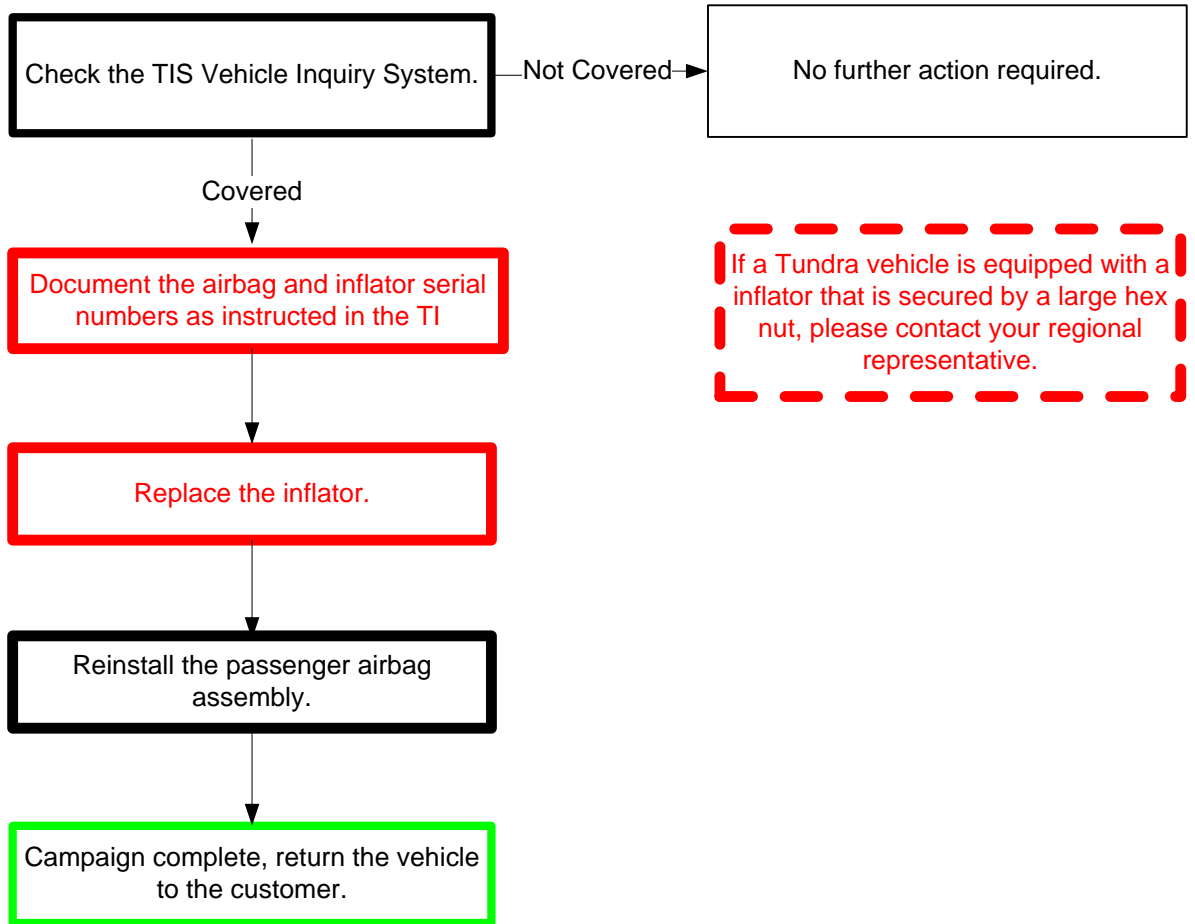 Check the TIS Vehicle Inquiry System.
Not Covered
No further action required.
Covered
Document the airbag and inflator serial
numbers as instructed in the TI
If a Tundra vehicle is equipped with a
inflator that is secured by a large hex
nut, please contact your regional
representative.
Replace the inflator.
Reinstall the passenger airbag
assembly.
Campaign complete, return the vehicle
to the customer.